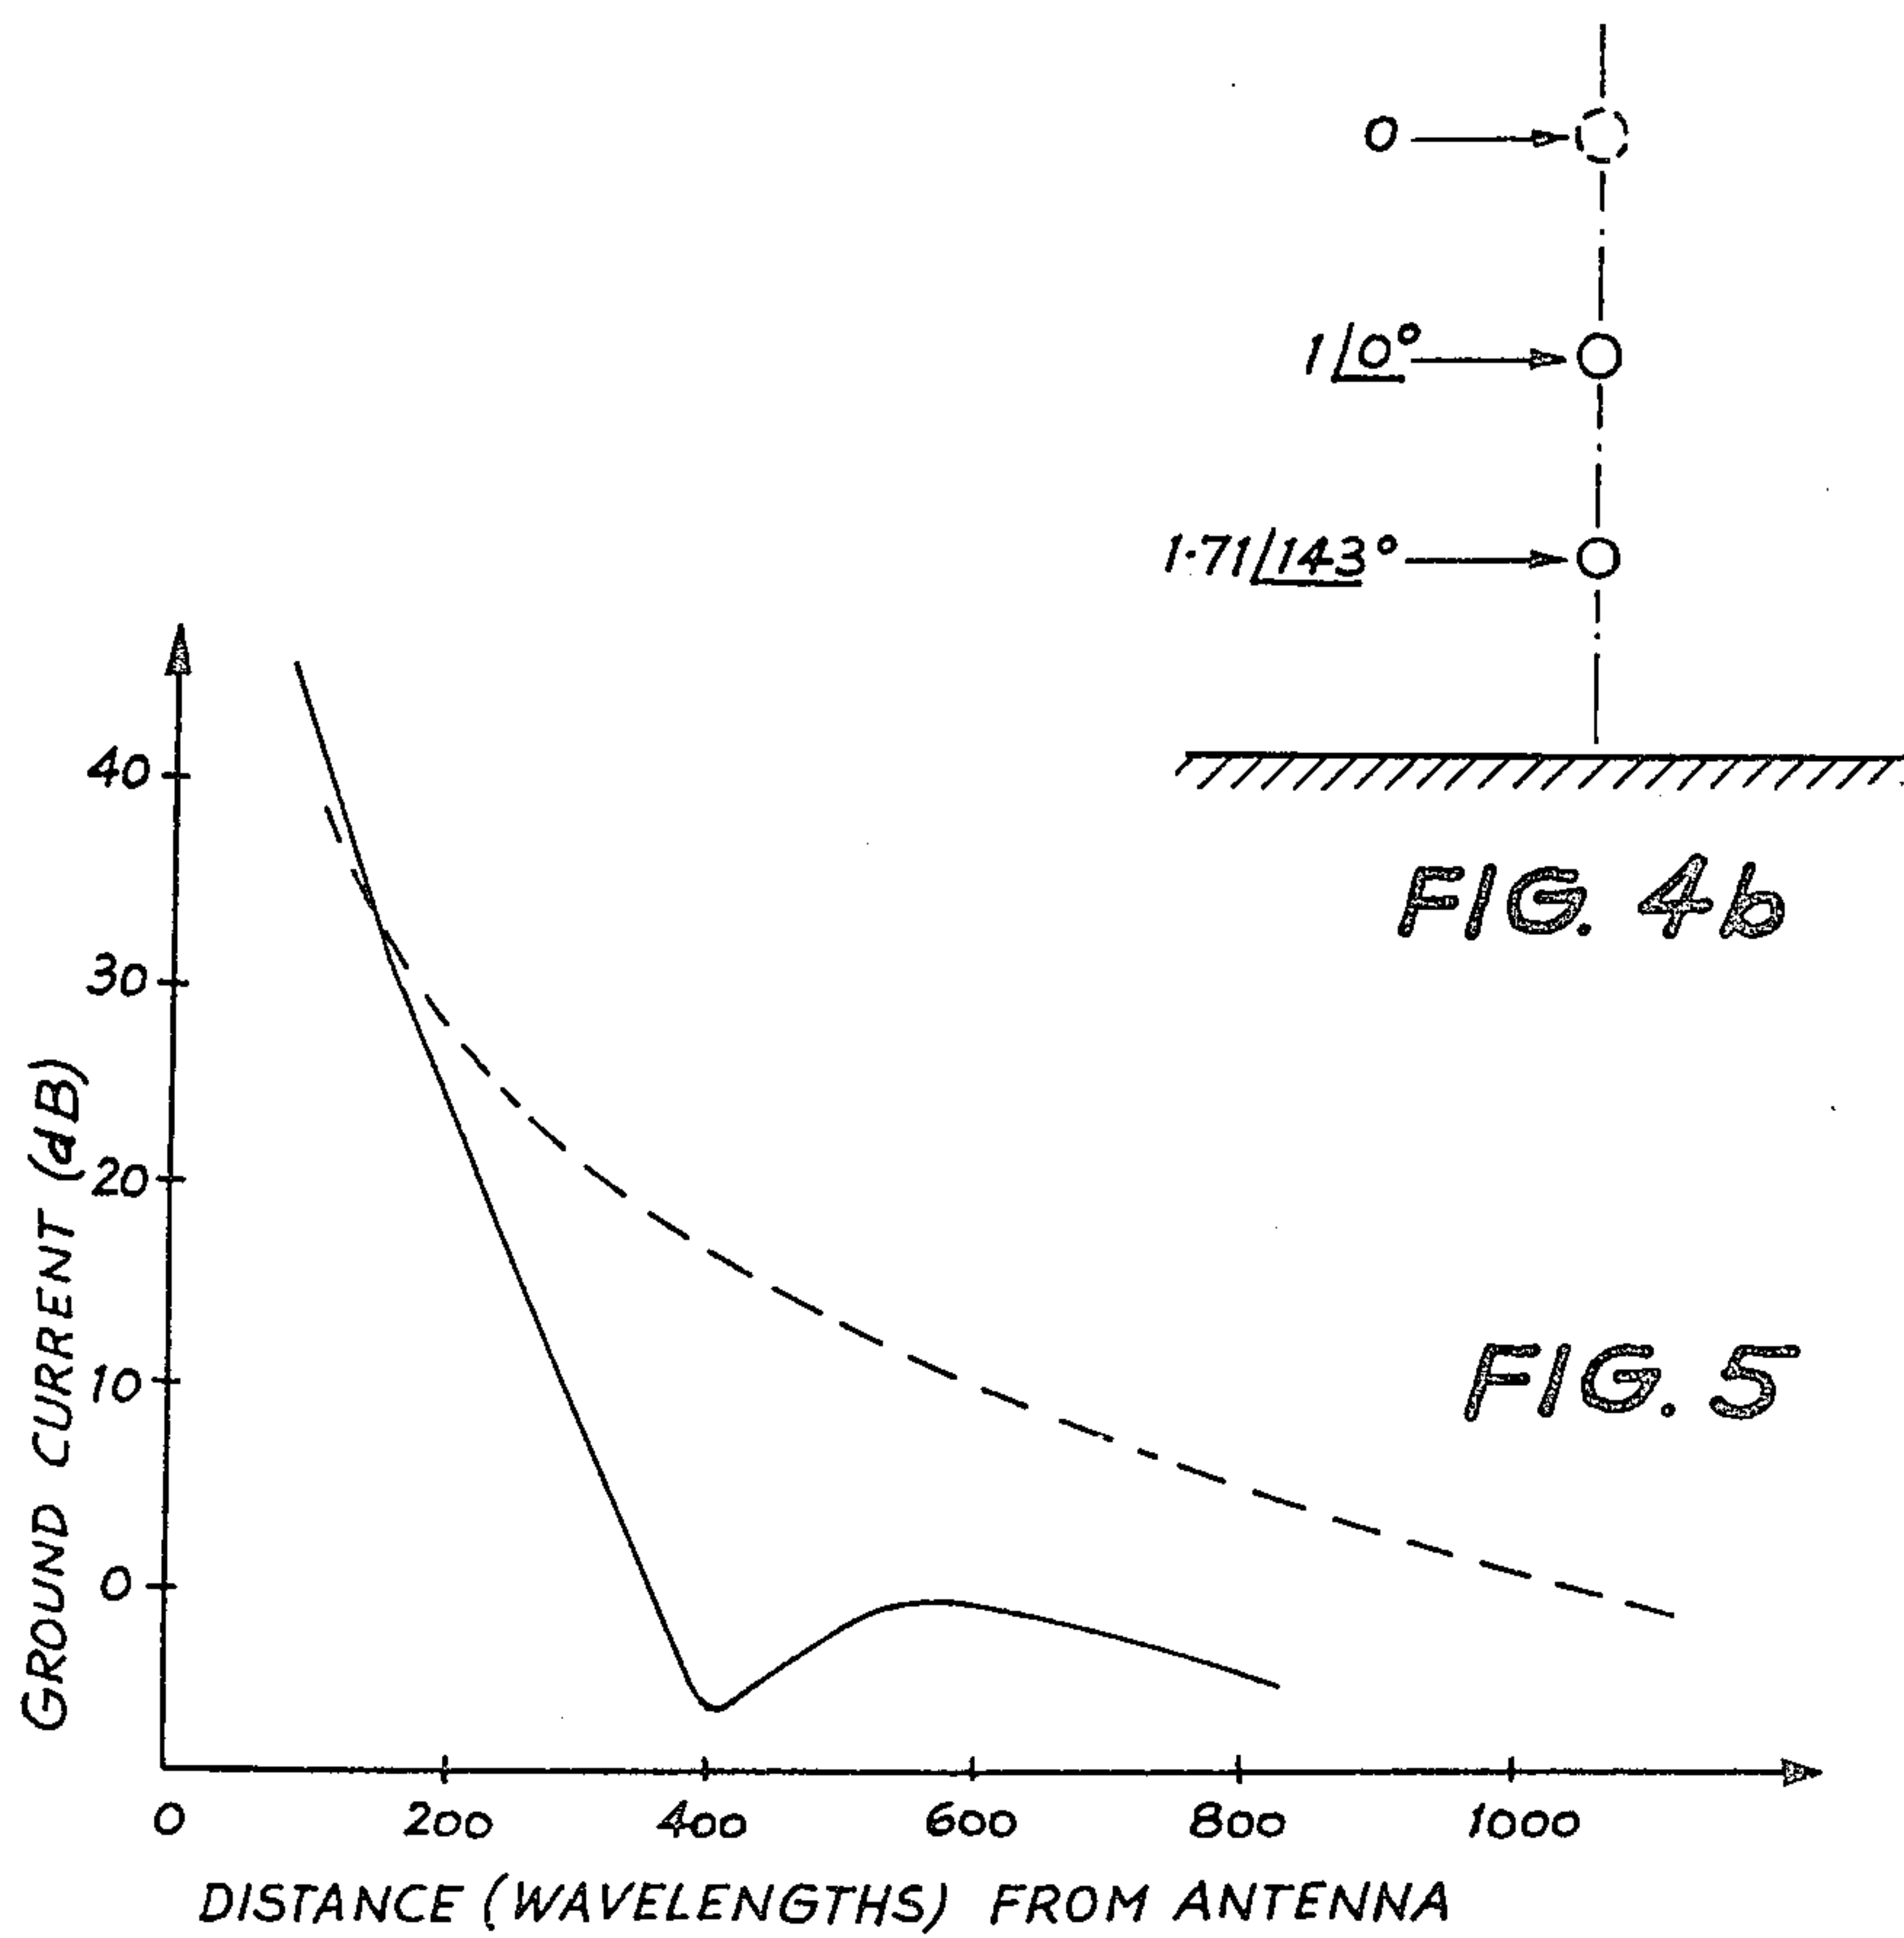 0
1/0°
1·71/143°
FIG. 4b
40
30
20
10
0
GROUND CURRENT (dB)
FIG. 5
0 200 400 600 800 1000
DISTANCE (WAVELENGTHS) FROM ANTENNA